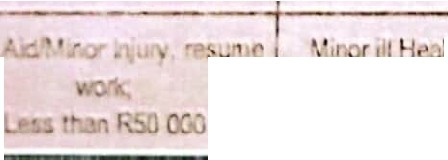 Aid/Minor Injury, resume
work;
Less than R50 000
Minor ill Heal